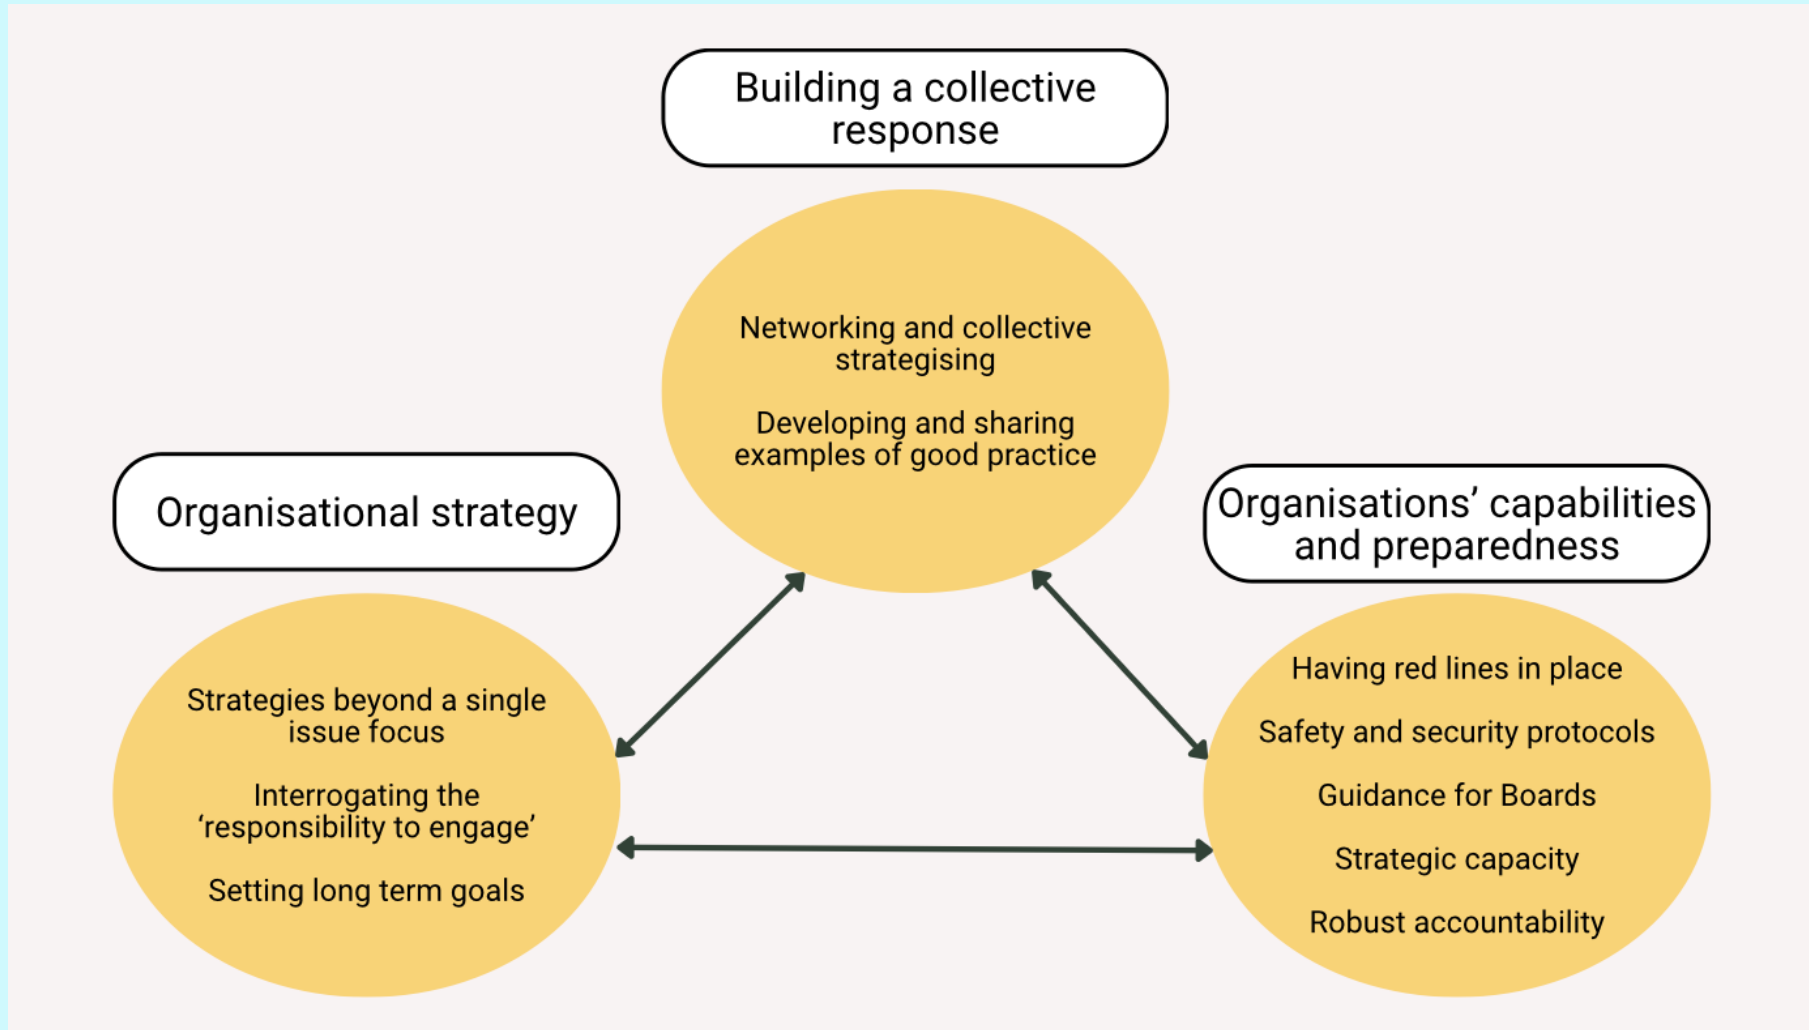 Building a collective
response
Networking and collective
strategising
Developing and sharing
examples of good practice
Organisational strategy
Strategies beyond a single
issue focus
Interrogating the
‘responsibility to engage’
Setting long term goals
Organisations’ capabilities
and preparedness
Having red lines in place
Safety and security protocols
Guidance for Boards
Strategic capacity
Robust accountability